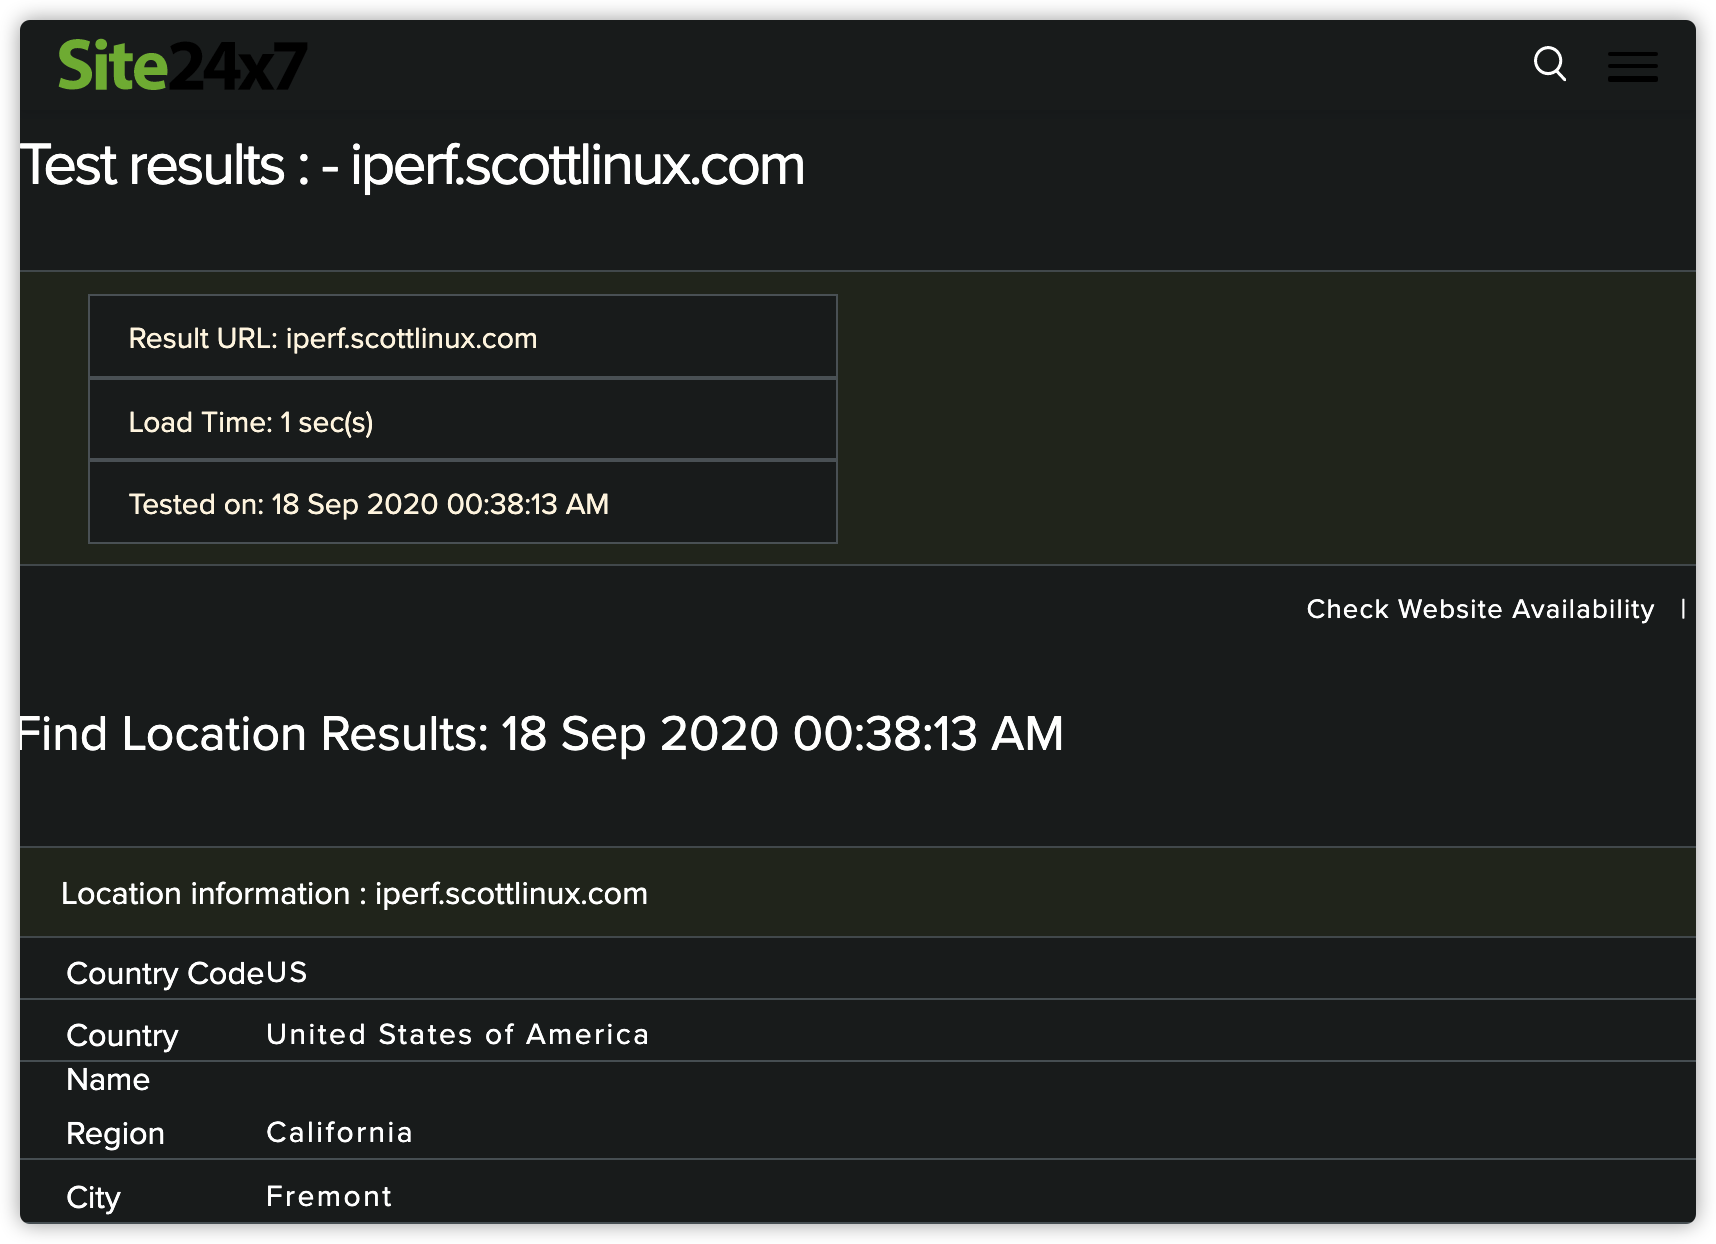 Site24x7
Test results : - iperf.scottlinux.com
Result URL: iperf.scottlinux.com
Load Time: 1 sec(s)
Tested on: 18 Sep 2020 00:38:13 AM
Check Website Availability |
Find Location Results: 18 Sep 2020 00:38:13 AM
Location information : iperf.scottlinux.com
Country Code US
Country Name United States of America
Region California
City Fremont